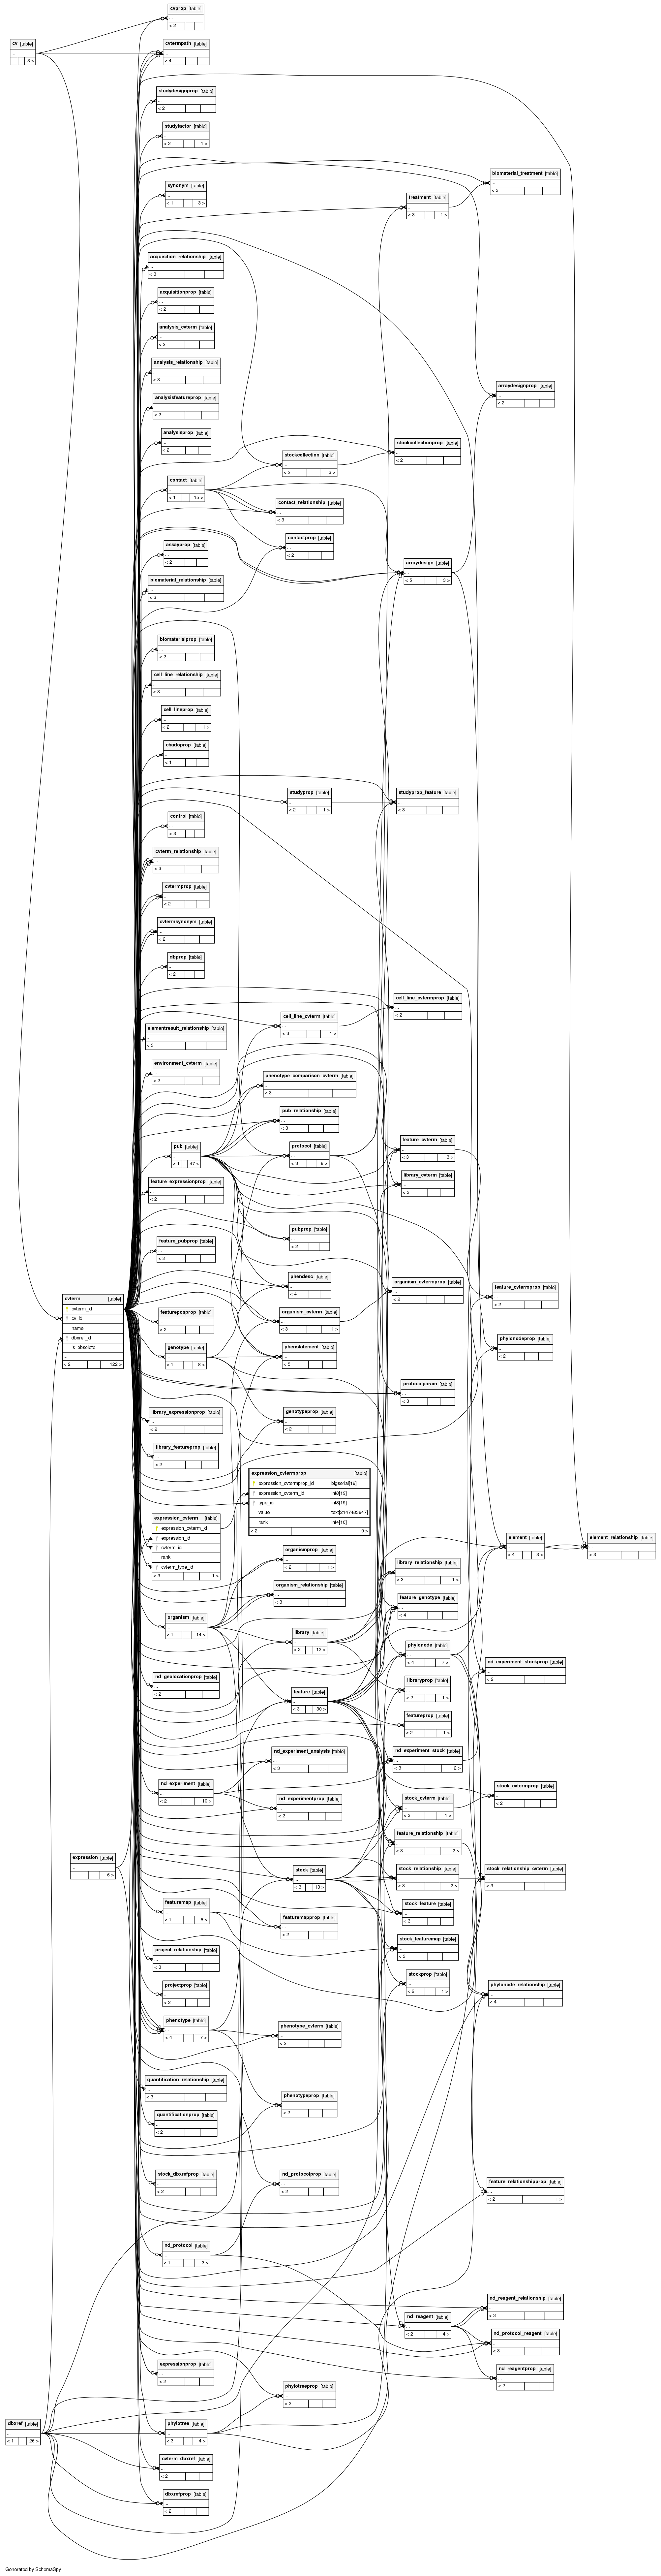 cvprop [table]
...
< 2
cv [table]
...
3 >
cvtermpath [table]
...
< 4
studydesignprop [table]
...
< 2
studyfactor [table]
...
< 2 1 >
biomaterial_treatment [table]
...
< 3
synonym [table]
...
< 1 3 >
treatment [table]
...
< 3 1 >
acquisition_relationship [table]
...
< 3
acquisitionprop [table]
...
< 2
analysis_cvterm [table]
...
< 2
analysis_relationship [table]
...
< 3
arraydesignprop [table]
...
< 2
analysisfeatureprop [table]
...
< 2
analysisprop [table]
...
< 2
stockcollectionprop [table]
...
< 2
stockcollection [table]
...
< 2 3 >
contact [table]
...
< 1 15 >
contact_relationship [table]
...
< 3
contactprop [table]
...
< 2
assayprop [table]
...
< 2
arraydesign [table]
...
< 5 3 >
biomaterial_relationship [table]
...
< 3
biomaterialprop [table]
...
< 2
cell_line_relationship [table]
...
< 3
cell_lineprop [table]
...
< 2 1 >
chadoprop [table]
...
< 1
studyprop [table]
...
< 2 1 >
studyprop_feature [table]
...
< 3
control [table]
...
< 3
cvterm_relationship [table]
...
< 3
cvtermprop [table]
...
< 2
cvtermsynonym [table]
...
< 2
dbprop [table]
...
< 2
cell_line_cvtermprop [table]
...
< 2
cell_line_cvterm [table]
...
< 3 1 >
elementresult_relationship [table]
...
< 3
environment_cvterm [table]
...
< 2
phenotype_comparison_cvterm [table]
...
< 3
pub_relationship [table]
...
< 3
pub [table]
...
< 1 47 >
protocol [table]
...
< 3 6 >
feature_cvterm [table]
...
< 3 3 >
library_cvterm [table]
...
< 3
feature_expressionprop [table]
...
< 2
pubprop [table]
...
< 2
feature_pubprop [table]
...
< 2
phendesc [table]
...
< 4
organism_cvtermprop [table]
...
< 2
feature_cvtermprop [table]
...
< 2
cvterm [table]
cvterm_id
cv_id
name
dbxref_id
is_obsolete
...
< 2 122 >
featureposprop [table]
...
< 2
organism_cvterm [table]
...
< 3 1 >
phylonodeprop [table]
...
< 2
genotype [table]
...
< 1 8 >
phenstatement [table]
...
< 5
protocolparam [table]
...
< 3
library_expressionprop [table]
...
< 2
genotypeprop [table]
...
< 2
library_featureprop [table]
...
< 2
expression_cvtermprop [table]
expression_cvtermprop_id bigserial[19]
expression_cvterm_id int8[19]
type_id int8[19]
value text[2147483647]
rank int4[10]
< 2 0 >
expression_cvterm [table]
expression_cvterm_id
expression_id
cvterm_id
rank
cvterm_type_id
< 3 1 >
element [table]
...
< 4 3 >
element_relationship [table]
...
< 3
organismprop [table]
...
< 2 1 >
library_relationship [table]
...
< 3 1 >
organism_relationship [table]
...
< 3
feature_genotype [table]
...
< 4
organism [table]
...
< 1 14 >
library [table]
...
< 2 12 >
phylonode [table]
...
< 4 7 >
nd_experiment_stockprop [table]
...
< 2
nd_geolocationprop [table]
...
< 2
libraryprop [table]
...
< 2 1 >
feature [table]
...
< 3 30 >
featureprop [table]
...
< 2 1 >
nd_experiment_analysis [table]
...
< 3
nd_experiment_stock [table]
...
< 3 2 >
nd_experiment [table]
...
< 2 10 >
stock_cvtermprop [table]
...
< 2
nd_experimentprop [table]
...
< 2
stock_cvterm [table]
...
< 3 1 >
feature_relationship [table]
...
< 3 2 >
expression [table]
...
6 >
stock [table]
...
< 3 13 >
stock_relationship [table]
...
< 3 2 >
stock_relationship_cvterm [table]
...
< 3
featuremap [table]
...
< 1 8 >
stock_feature [table]
...
< 3
featuremapprop [table]
...
< 2
stock_featuremap [table]
...
< 3
project_relationship [table]
...
< 3
stockprop [table]
...
< 2 1 >
projectprop [table]
...
< 2
phylonode_relationship [table]
...
< 4
phenotype [table]
...
< 4 7 >
phenotype_cvterm [table]
...
< 2
quantification_relationship [table]
...
< 3
phenotypeprop [table]
...
< 2
quantificationprop [table]
...
< 2
stock_dbxrefprop [table]
...
< 2
nd_protocolprop [table]
...
< 2
feature_relationshipprop [table]
...
< 2 1 >
nd_protocol [table]
...
< 1 3 >
nd_reagent_relationship [table]
...
< 3
nd_reagent [table]
...
< 2 4 >
nd_protocol_reagent [table]
...
< 3
expressionprop [table]
...
< 2
nd_reagentprop [table]
...
< 2
phylotreeprop [table]
...
< 2
dbxref [table]
...
< 1 26 >
phylotree [table]
...
< 3 4 >
cvterm_dbxref [table]
...
< 2
dbxrefprop [table]
...
< 2
Generated by SchemaSpy